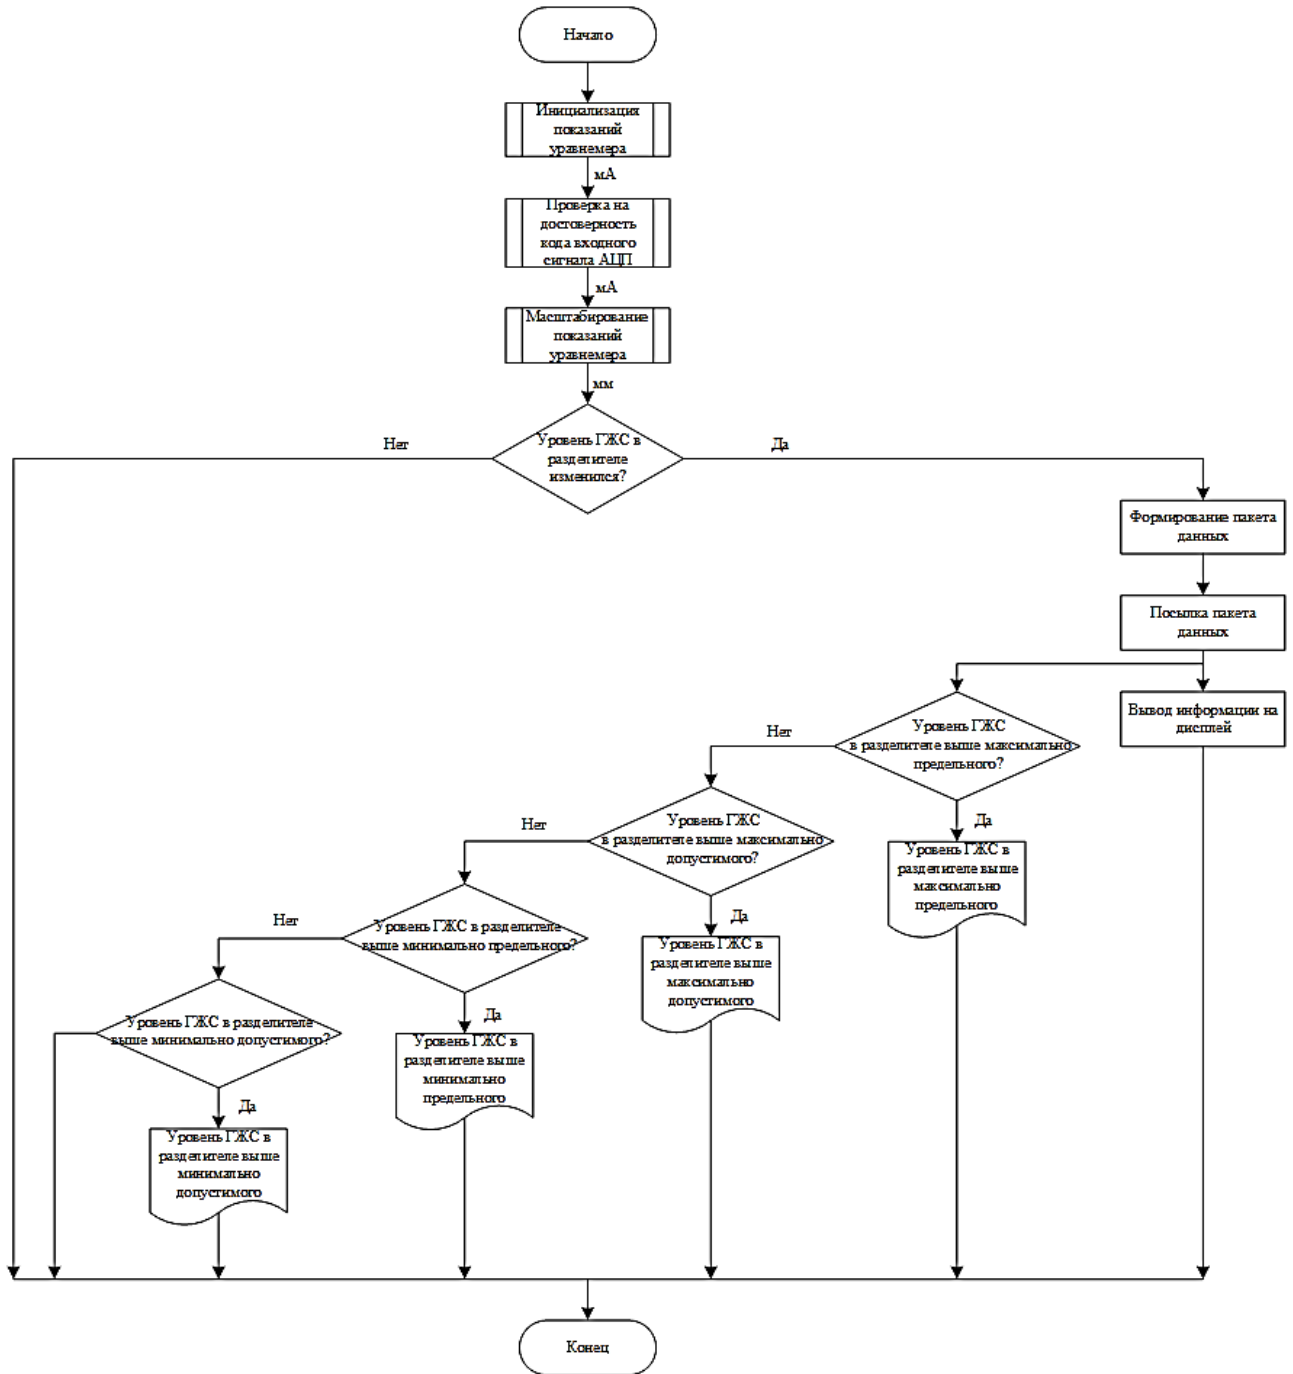 Начало
Инициализация
показаний
уравнемера
мА
Проверка на
достоверность
кода входного
сигнала АЦП
мА
Масштабирование
показаний
уравнемера
мм
Нет
Уровень ГЖС в
разделителе
изменился?
Да
Формирование пакета
данных
Посылка пакета
данных
Вывод информации на
дисплей
Уровень ГЖС
в разделителе выше максимально
предельного?
Нет
Да
Уровень ГЖС в
разделителе выше
максимально
предельного
Уровень ГЖС
в разделителе выше максимально
допустимого?
Нет
Да
Уровень ГЖС в
разделителе выше
максимально
допустимого
Уровень ГЖС в разделителе
выше минимально предельного?
Нет
Да
Уровень ГЖС в
разделителе выше
минимально
предельного
Уровень ГЖС в разделителе
выше минимально допустимого?
Да
Уровень ГЖС в
разделителе выше
минимально
допустимого
Конец